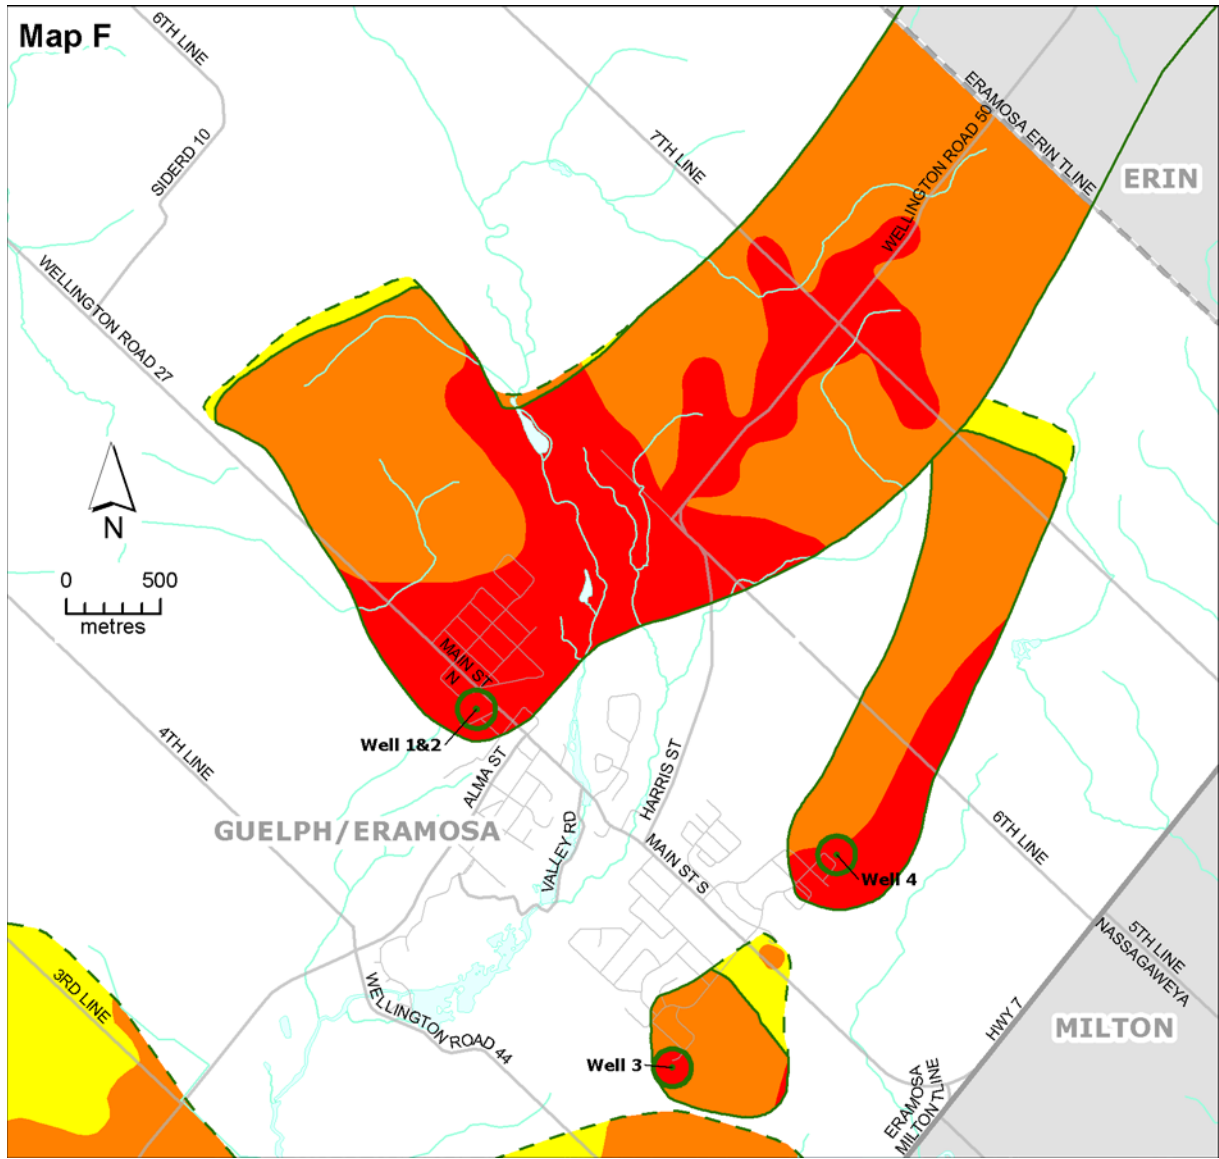 Map F
6TH LINE
SIDERD 10
7TH LINE
ERAMOSA ERIN TLINE
WELLINGTON ROAD 50
ERIN
WELLINGTON ROAD 27
N
0 500
metres
MAIN ST
N
Well 1&2
4TH LINE
ALMA ST
HARRIS ST
GUELPH/ERAMOSA
VALLEY RD
MAIN ST S
6TH LINE
Well 4
5TH LINE
NASSAGAWEYA
3RD LINE
WELLINGTON ROAD 44
HWY 7
MILTON
Well 3
ERAMOSA
MILTON TLINE